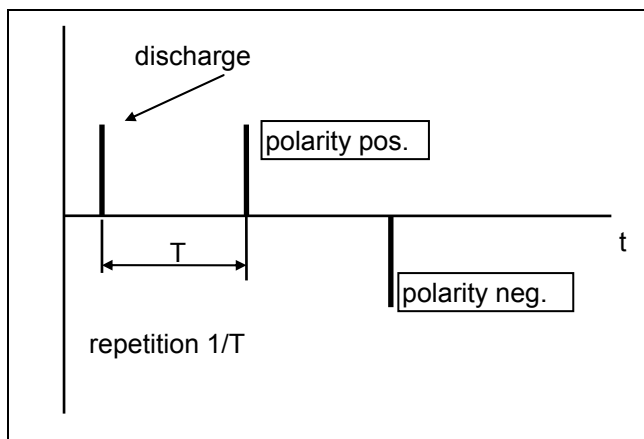 discharge
polarity pos.
t
T
polarity neg.
repetition 1/T